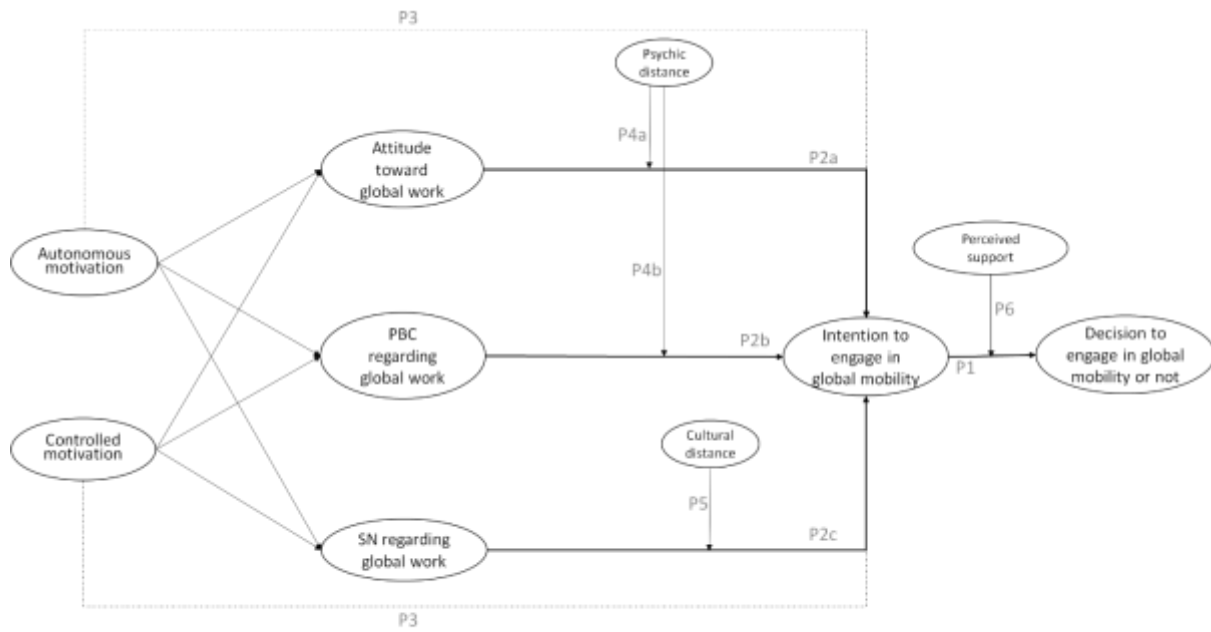 P3
Psychic
distance
P4a
P2a
Attitude
toward
global work
Autonomous
motivation
P4b
Perceived
support
P6
PBC
regarding
global work
P2b
Intention to
engage in
global mobility
P1
Decision to
engage in global
mobility or not
Controlled
motivation
Cultural
distance
P5
SN regarding
global work
P2c
P3